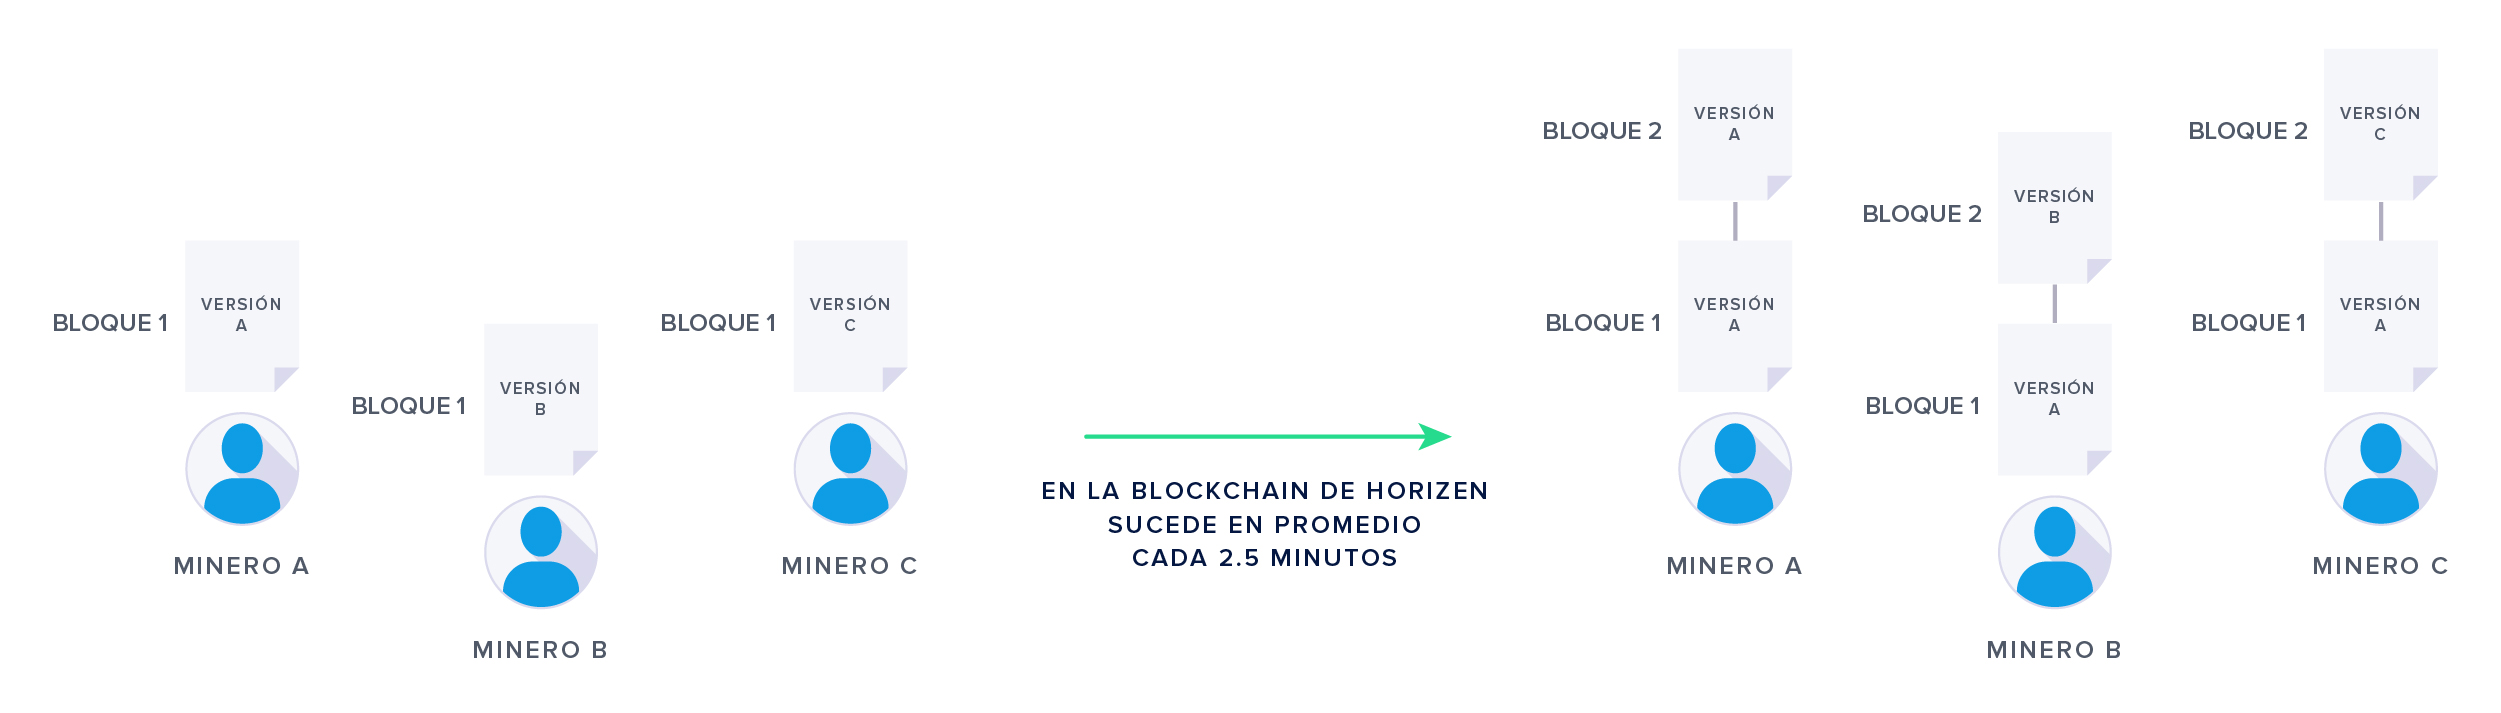 BLOQUE 1
VERSIÓN
A
MINERO A
BLOQUE 1
VERSIÓN
B
MINERO B
BLOQUE 1
VERSIÓN
C
MINERO C
EN LA BLOCKCHAIN DE HORIZEN
SUCEDE EN PROMEDIO
CADA 2.5 MINUTOS
BLOQUE 2
VERSIÓN
A
BLOQUE 1
VERSIÓN
A
MINERO A
BLOQUE 2
VERSIÓN
B
BLOQUE 1
VERSIÓN
A
MINERO B
BLOQUE 2
VERSIÓN
C
BLOQUE 1
VERSIÓN
A
MINERO C